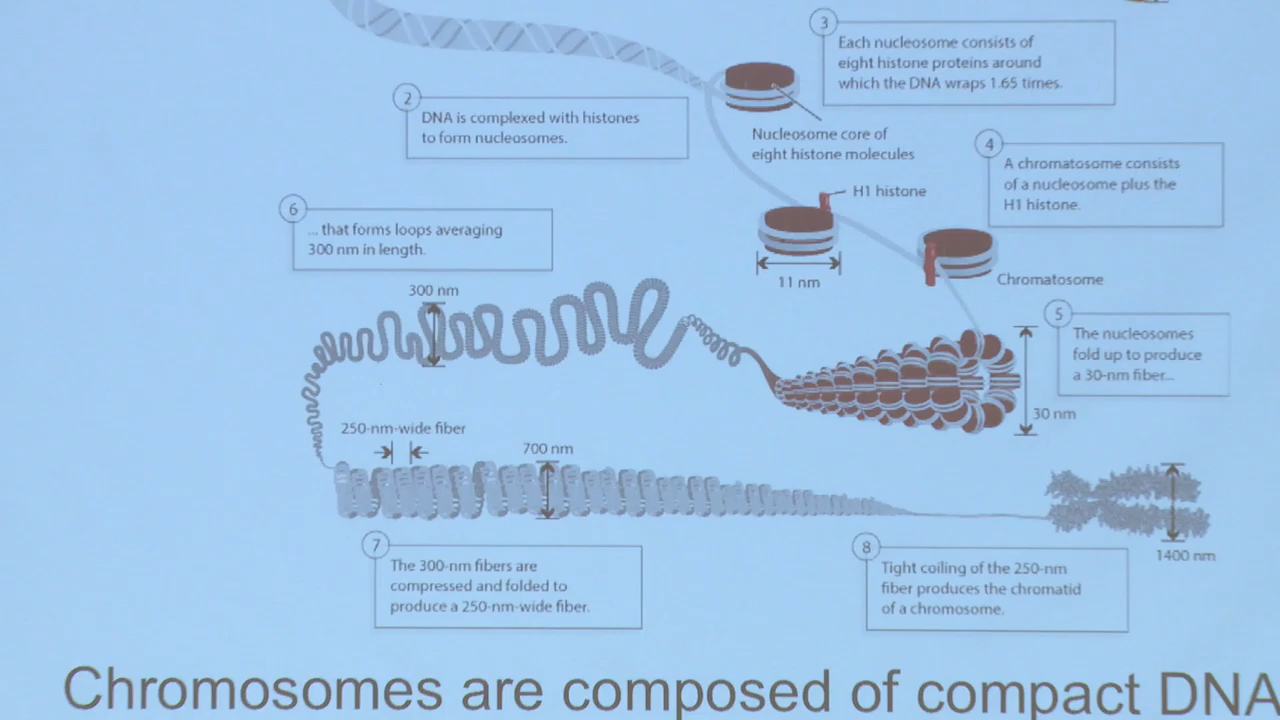 3
Each nucleosome consists of
eight histone proteins around
which the DNA wraps 1.65 times.
2
DNA is complexed with histones
to form nucleosomes.
Nucleosome core of
eight histone molecules
4
A chromatosome consists
of a nucleosome plus the
H1 histone.
H1 histone
6
... that forms loops averaging
300 nm in length.
11 nm
Chromatosome
300 nm
5
The nucleosomes
fold up to produce
a 30-nm fiber...
30 nm
250-nm-wide fiber
700 nm
1400 nm
7
The 300-nm fibers are
compressed and folded to
produce a 250-nm-wide fiber.
8
Tight coiling of the 250-nm
fiber produces the chromatid
of a chromosome.
Chromosomes are composed of compact DNA